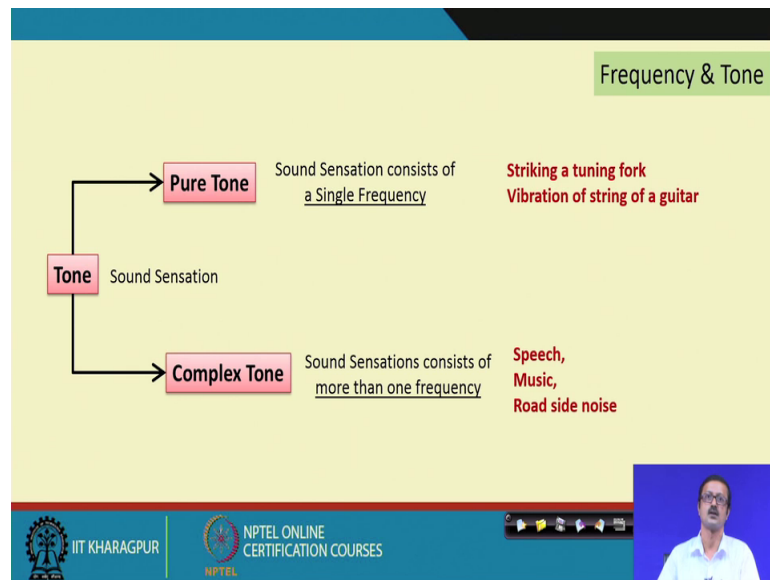 Frequency & Tone
Pure Tone
Sound Sensation consists of
a Single Frequency
Striking a tuning fork
Vibration of string of a guitar
Tone
Sound Sensation
Complex Tone
Sound Sensations consists of
more than one frequency
Speech,
Music,
Road side noise
IIT KHARAGPUR
NPTEL
NPTEL ONLINE
CERTIFICATION COURSES